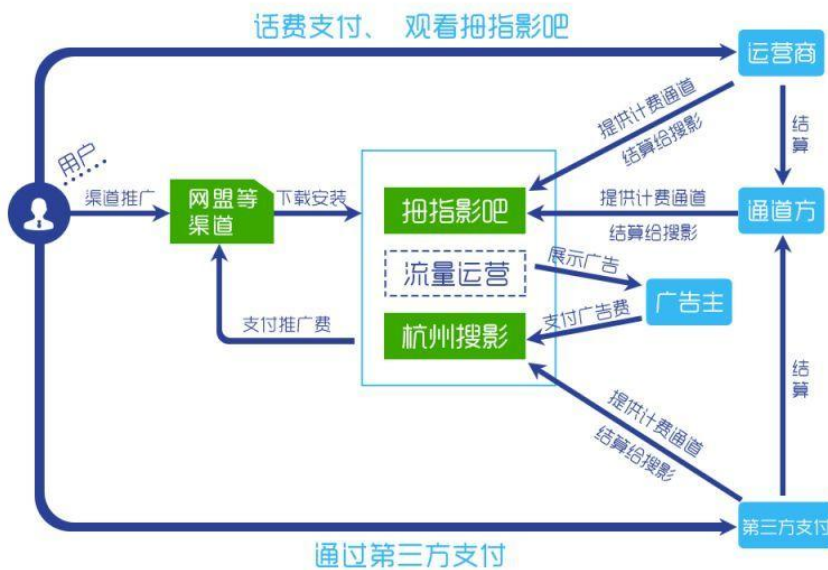 话费支付、 观看拇指影吧
运营商
提供计费通道
结算给搜影
结算
用户
渠道推广
网盟等
渠道
下载安装
拇指影吧
提供计费通道
结算给搜影
通道方
流量运营
展示广告
广告主
支付推广费
杭州搜影
支付广告费
结算
提供计费通道
结算给搜影
第三方支付
通过第三方支付